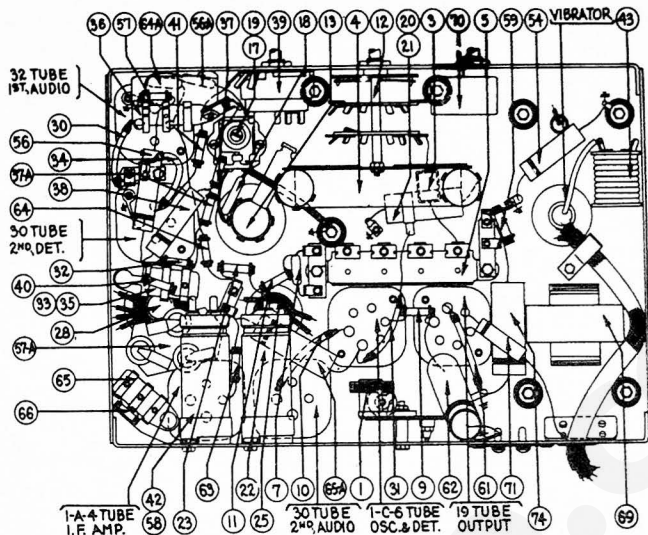 36 57 64A 41 56A 37 19 39 18 13 4 12 20 3 70 5 59 54 VIBRATOR 43
17 21
32 TUBE
1ST. AUDIO
30
56
34
57A
38
64
30 TUBE
2ND. DET.
32
40
33 35
28
57-A
65
66
1-A-4 TUBE
I.F. AMP.
42
58
23
63
11
22
25
7
10
65A
30 TUBE
2ND. AUDIO
1
31
1-C-6 TUBE
OSC. & DET.
9
62
61
19 TUBE
OUTPUT
71
74
69